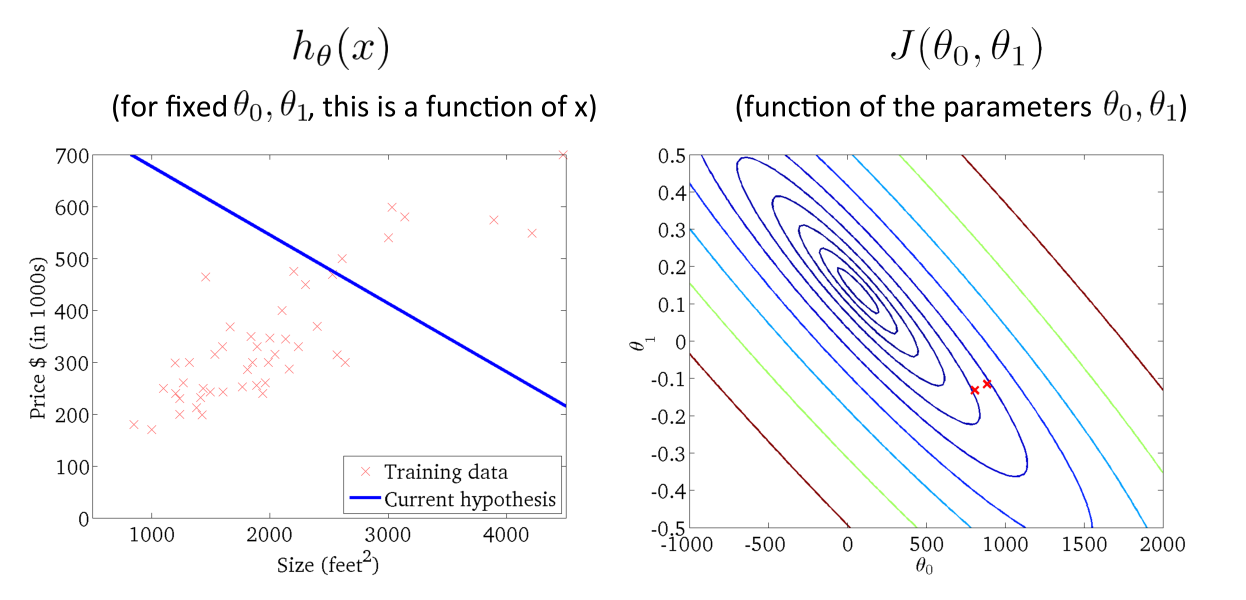 hθ(x)
(for fixed θ0, θ1, this is a function of x)
700
600
500
400
300
200
100
0
Price $ (in 1000s)
1000 2000 3000 4000
Size (feet²)
Training data
Current hypothesis
J(θ0, θ1)
(function of the parameters θ0, θ1)
0.5
0.4
0.3
0.2
0.1
0
-0.1
-0.2
-0.3
-0.4
-0.5
θ1
-1000 -500 0 500 1000 1500 2000
θ0